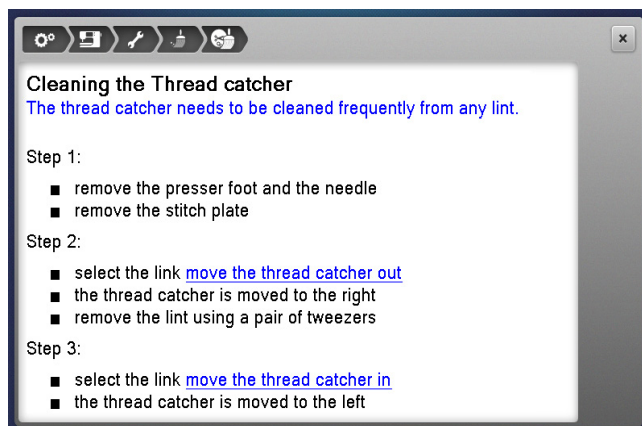 Cleaning the Thread catcher
The thread catcher needs to be cleaned frequently from any lint.
Step 1:
■ remove the presser foot and the needle
■ remove the stitch plate
Step 2:
■ select the link move the thread catcher out
■ the thread catcher is moved to the right
■ remove the lint using a pair of tweezers
Step 3:
■ select the link move the thread catcher in
■ the thread catcher is moved to the left